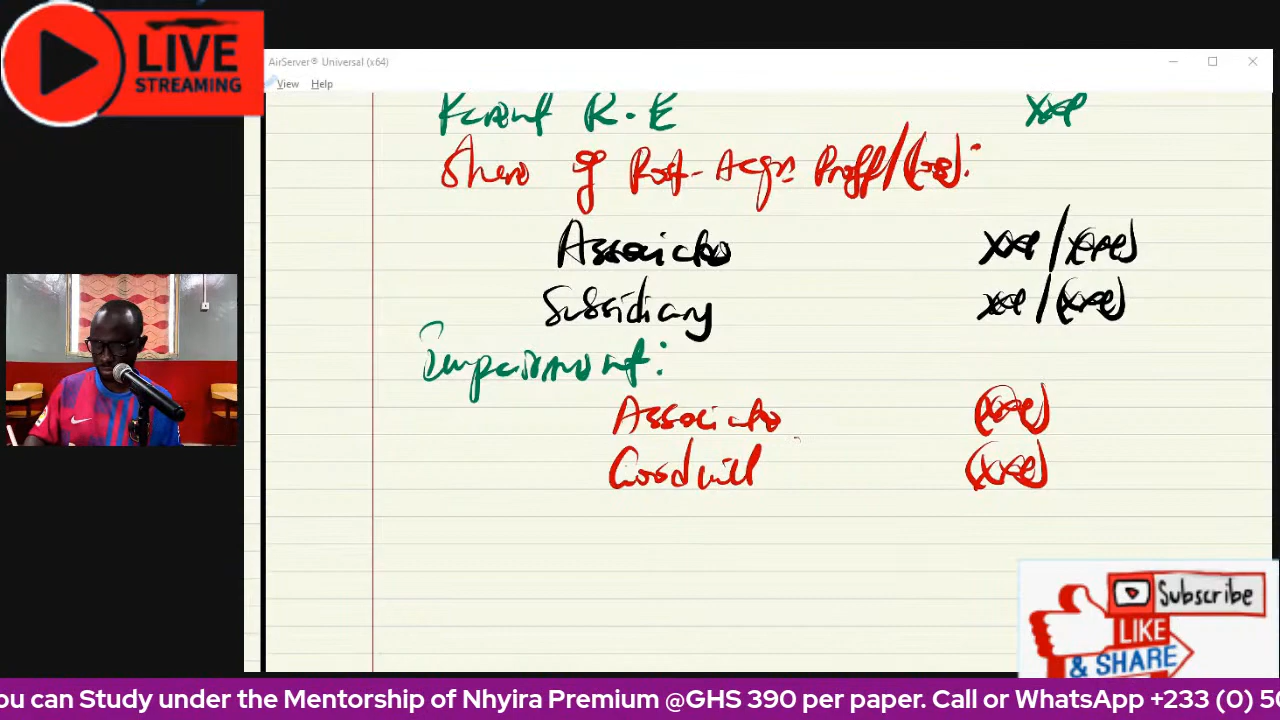 LIVE
STREAMING
AirServer® Universal (x64)
View Help
Parent R.E xxx
Share of Post-Acqn Profit/(Loss):
Associate xxx/(xxx)
Subsidiary xxx/(xxx)
Impairment:
Associate (xxx)
Goodwill (xxx)
Subscribe
LIKE
& SHARE
ou can Study under the Mentorship of Nhyira Premium @GHS 390 per paper. Call or WhatsApp +233 (0) 50